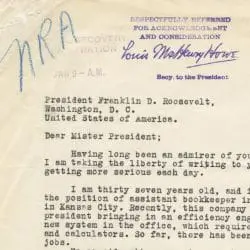 NRA
RESPECTFULLY REFERRED
FOR ACKNOWLEDGMENT
AND CONSIDERATION
Louis McHenry Howe
Secy. to the President
RECOVERY
JAN 9 - A.M.
President Franklin D. Roosevelt,
Washington, D. C.
United States of America.
Dear Mister President;
Having long been an admirer of
I am taking the liberty of writing to
getting more serious each day.
I am thirty seven years old, and
the position of assistant bookkeeper
in Kansas City. Recently, this company
president bringing in an efficiency
new system in the office, which
and calculators. So far, there has been
jobs.